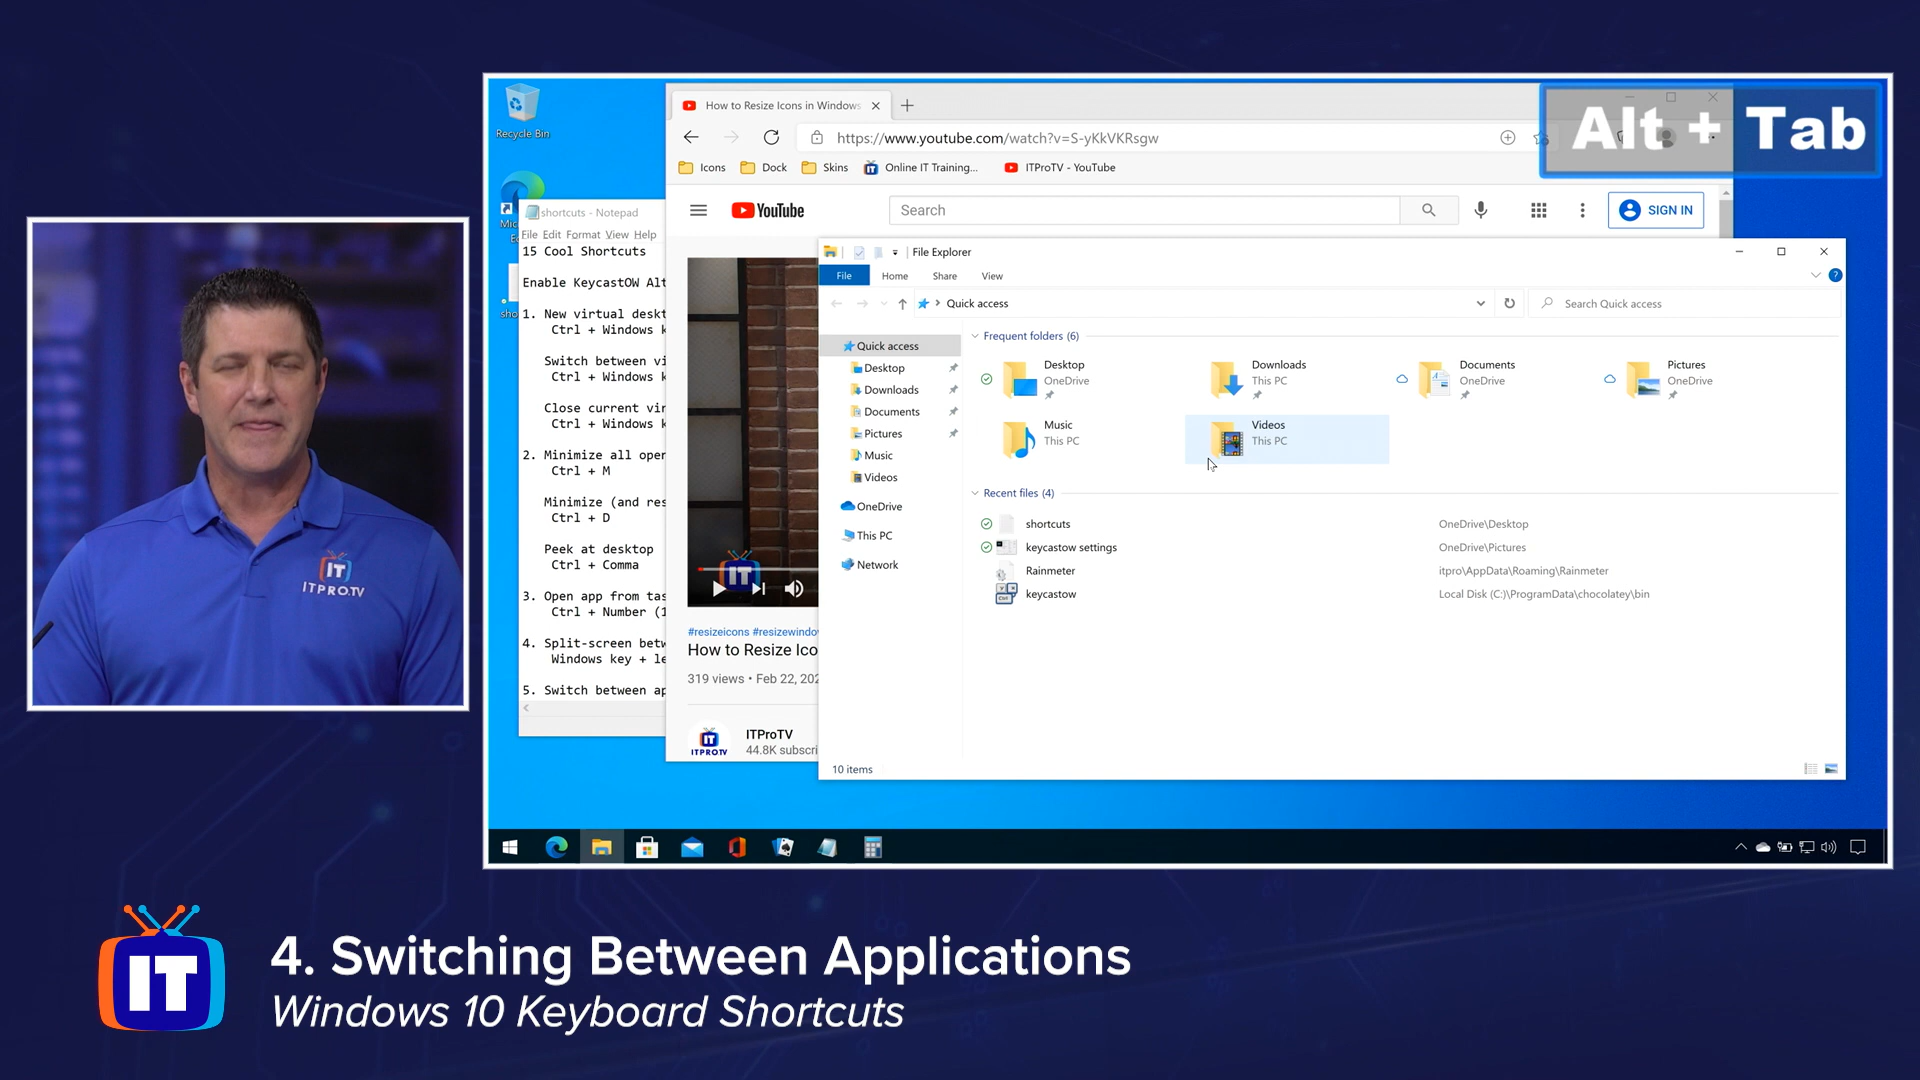 Recycle Bin
How to Resize Icons in Windows
https://www.youtube.com/watch?v=S-yKkVKRsgw
Alt + Tab
Icons
Dock
Skins
Online IT Training...
ITProTV - YouTube
YouTube
Search
SIGN IN
shortcuts - Notepad
File Edit Format View Help
15 Cool Shortcuts
Enable KeycastOW Alt
1. New virtual deskt
Ctrl + Windows k
Switch between vi
Ctrl + Windows k
Close current vir
Ctrl + Windows k
2. Minimize all open
Ctrl + M
Minimize (and res
Ctrl + D
Peek at desktop
Ctrl + Comma
3. Open app from tas
Ctrl + Number (1
4. Split-screen betw
Windows key + le
5. Switch between ap
IT
#resizeicons #resizewindow
How to Resize Ico
319 views • Feb 22, 202
IT
ITPROTV
ITProTV
44.8K subscri
File Explorer
File
Home
Share
View
Quick access
Search Quick access
Quick access
Desktop
Downloads
Documents
Pictures
Music
Videos
OneDrive
This PC
Network
Frequent folders (6)
Desktop
OneDrive
Downloads
This PC
Documents
OneDrive
Pictures
OneDrive
Music
This PC
Videos
This PC
Recent files (4)
shortcuts
OneDrive\Desktop
keycastow settings
OneDrive\Pictures
Rainmeter
itpro\AppData\Roaming\Rainmeter
keycastow
Local Disk (C:)\ProgramData\chocolatey\bin
10 items
IT
ITPRO.TV
IT
4. Switching Between Applications
Windows 10 Keyboard Shortcuts